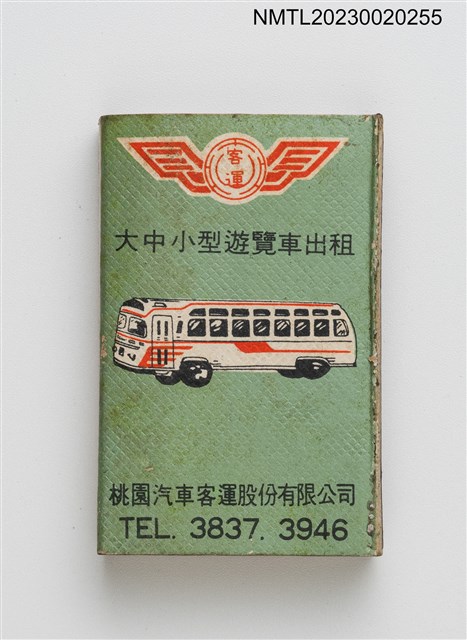 NMTL20230020255
客
運
大中小型遊覽車出租
桃園汽車客運股份有限公司
TEL. 3837. 3946